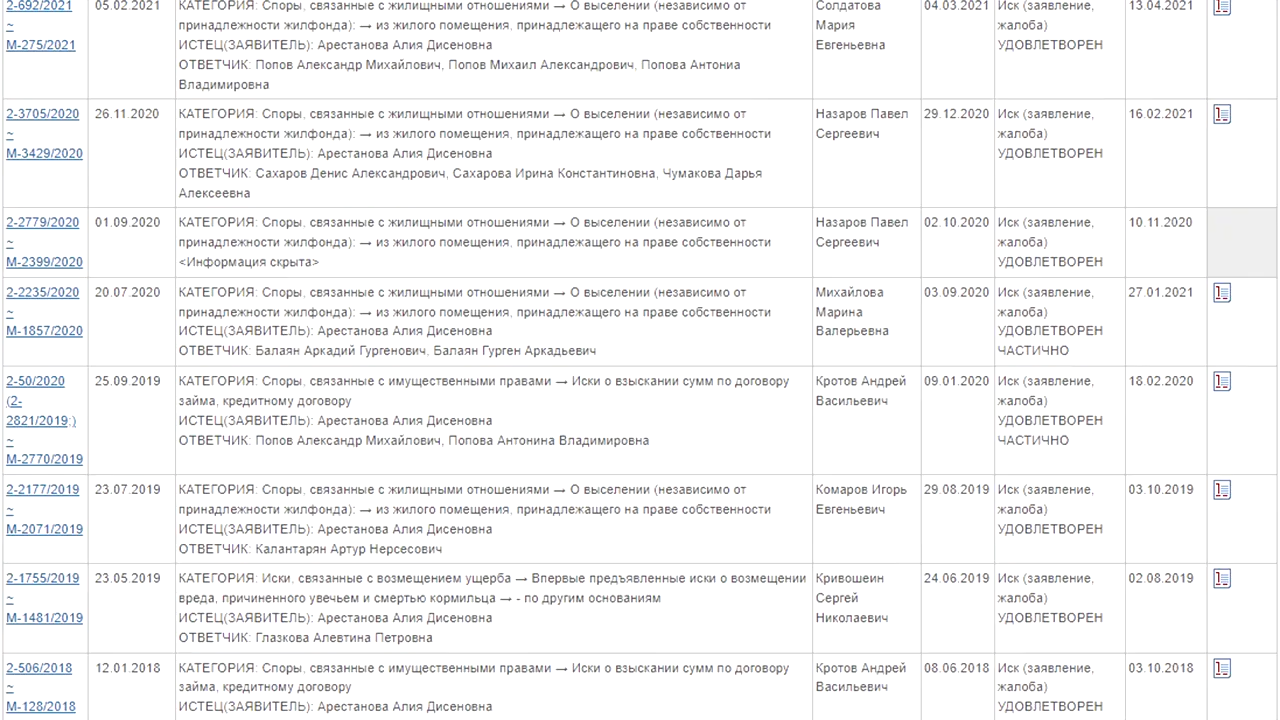 2-692/2021
~
М-275/2021
05.02.2021
КАТЕГОРИЯ: Споры, связанные с жилищными отношениями → О выселении (независимо от
принадлежности жилфонда): → из жилого помещения, принадлежащего на праве собственности
ИСТЕЦ(ЗАЯВИТЕЛЬ): Арестанова Алия Дисеновна
ОТВЕТЧИК: Попов Александр Михайлович, Попов Михаил Александрович, Попова Антониа
Владимировна
Солдатова
Мария
Евгеньевна
04.03.2021
Иск (заявление,
жалоба)
УДОВЛЕТВОРЕН
13.04.2021
2-3705/2020
~
М-3429/2020
26.11.2020
КАТЕГОРИЯ: Споры, связанные с жилищными отношениями → О выселении (независимо от
принадлежности жилфонда): → из жилого помещения, принадлежащего на праве собственности
ИСТЕЦ(ЗАЯВИТЕЛЬ): Арестанова Алия Дисеновна
ОТВЕТЧИК: Сахаров Денис Александрович, Сахарова Ирина Константиновна, Чумакова Дарья
Алексеевна
Назаров Павел
Сергеевич
29.12.2020
Иск (заявление,
жалоба)
УДОВЛЕТВОРЕН
16.02.2021
2-2779/2020
~
М-2399/2020
01.09.2020
КАТЕГОРИЯ: Споры, связанные с жилищными отношениями → О выселении (независимо от
принадлежности жилфонда): → из жилого помещения, принадлежащего на праве собственности
<Информация скрыта>
Назаров Павел
Сергеевич
02.10.2020
Иск (заявление,
жалоба)
УДОВЛЕТВОРЕН
10.11.2020
2-2235/2020
~
М-1857/2020
20.07.2020
КАТЕГОРИЯ: Споры, связанные с жилищными отношениями → О выселении (независимо от
принадлежности жилфонда): → из жилого помещения, принадлежащего на праве собственности
ИСТЕЦ(ЗАЯВИТЕЛЬ): Арестанова Алия Дисеновна
ОТВЕТЧИК: Балаян Аркадий Гургенович, Балаян Гурген Аркадьевич
Михайлова
Марина
Валерьевна
03.09.2020
Иск (заявление,
жалоба)
УДОВЛЕТВОРЕН
ЧАСТИЧНО
27.01.2021
2-50/2020
(2-
2821/2019;)
~
М-2770/2019
25.09.2019
КАТЕГОРИЯ: Споры, связанные с имущественными правами → Иски о взыскании сумм по договору
займа, кредитному договору
ИСТЕЦ(ЗАЯВИТЕЛЬ): Арестанова Алия Дисеновна
ОТВЕТЧИК: Попов Александр Михайлович, Попова Антонина Владимировна
Кротов Андрей
Васильевич
09.01.2020
Иск (заявление,
жалоба)
УДОВЛЕТВОРЕН
ЧАСТИЧНО
18.02.2020
2-2177/2019
~
М-2071/2019
23.07.2019
КАТЕГОРИЯ: Споры, связанные с жилищными отношениями → О выселении (независимо от
принадлежности жилфонда): → из жилого помещения, принадлежащего на праве собственности
ИСТЕЦ(ЗАЯВИТЕЛЬ): Арестанова Алия Дисеновна
ОТВЕТЧИК: Калантарян Артур Нерсесович
Комаров Игорь
Евгеньевич
29.08.2019
Иск (заявление,
жалоба)
УДОВЛЕТВОРЕН
03.10.2019
2-1755/2019
~
М-1481/2019
23.05.2019
КАТЕГОРИЯ: Иски, связанные с возмещением ущерба → Впервые предъявленные иски о возмещении
вреда, причиненного увечьем и смертью кормильца → - по другим основаниям
ИСТЕЦ(ЗАЯВИТЕЛЬ): Арестанова Алия Дисеновна
ОТВЕТЧИК: Глазкова Алевтина Петровна
Кривошеин
Сергей
Николаевич
24.06.2019
Иск (заявление,
жалоба)
УДОВЛЕТВОРЕН
02.08.2019
2-506/2018
~
М-128/2018
12.01.2018
КАТЕГОРИЯ: Споры, связанные с имущественными правами → Иски о взыскании сумм по договору
займа, кредитному договору
ИСТЕЦ(ЗАЯВИТЕЛЬ): Арестанова Алия Дисеновна
Кротов Андрей
Васильевич
08.06.2018
Иск (заявление,
жалоба)
УДОВЛЕТВОРЕН
03.10.2018